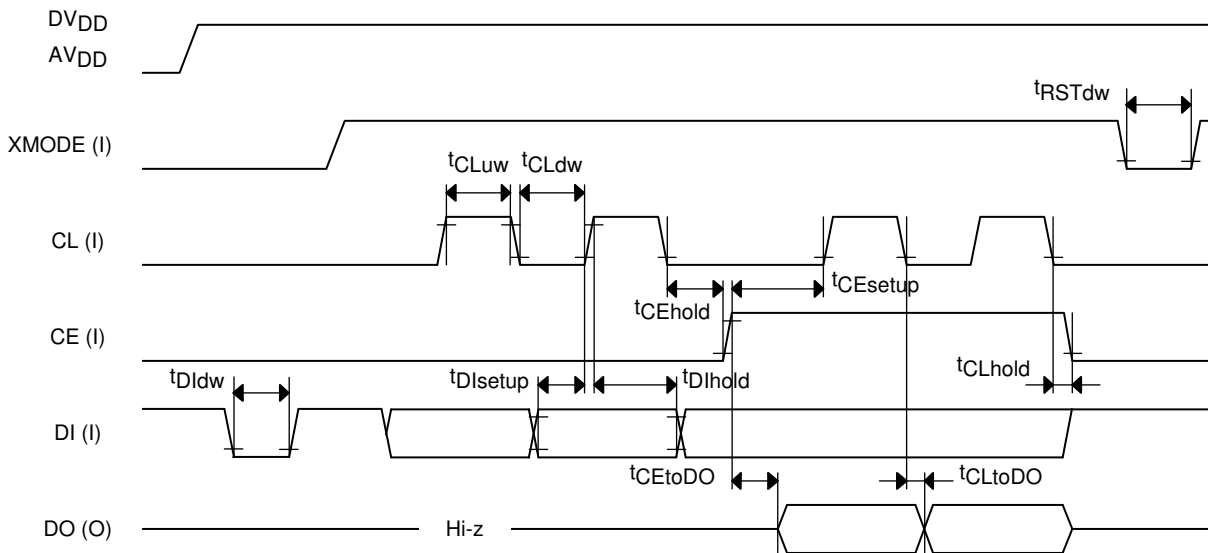 DVDD
AVDD
tRSTdw
XMODE (I)
tCLuw tCLdw
CL (I)
tCEsetup
tCEhold
CE (I)
tDIdw tDIsetup tDIhold tCLhold
DI (I)
tCEtoDO tCLtoDO
DO (O) Hi-z